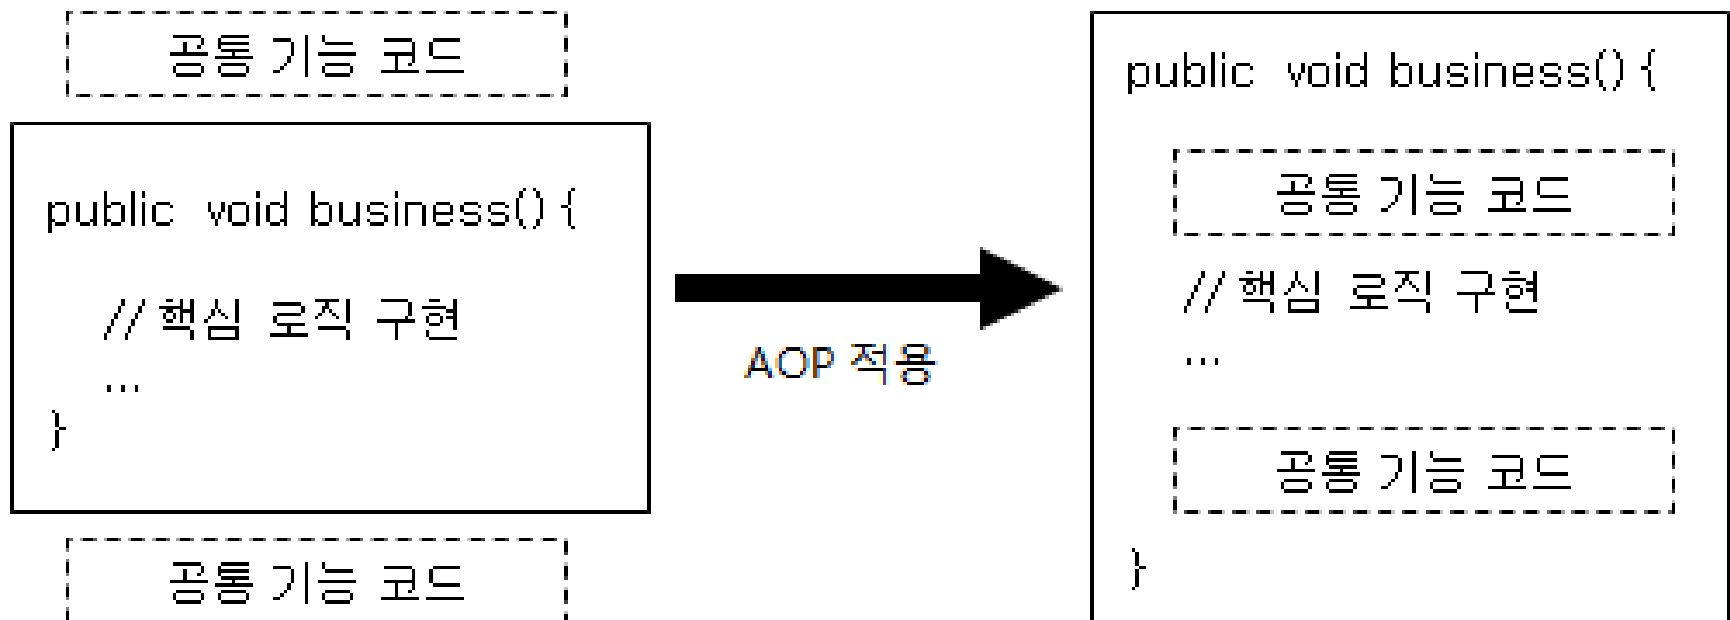 공통 기능 코드
public void business() {
// 핵심 로직 구현
...
}
공통 기능 코드
AOP 적용
public void business() {
공통 기능 코드
// 핵심 로직 구현
...
공통 기능 코드
}